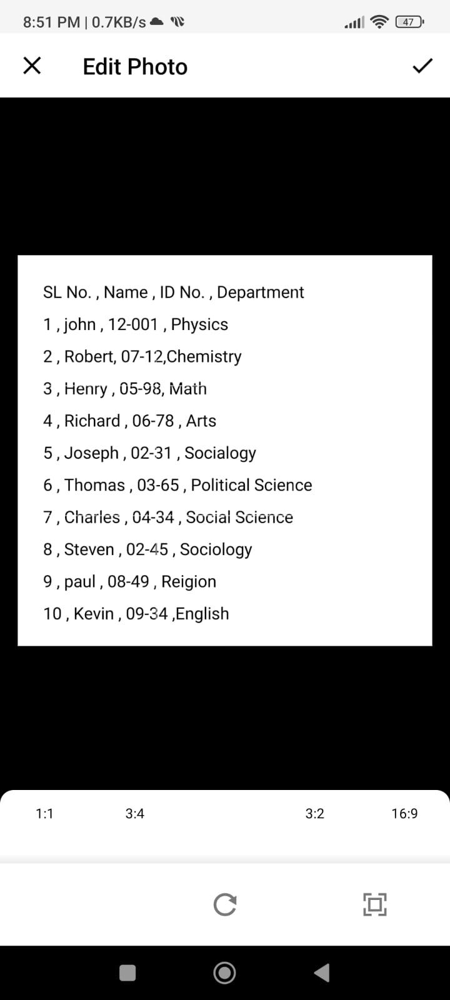 8:51 PM | 0.7KB/s
47
Edit Photo
SL No. , Name , ID No. , Department
1 , john , 12-001 , Physics
2 , Robert, 07-12,Chemistry
3 , Henry , 05-98, Math
4 , Richard , 06-78 , Arts
5 , Joseph , 02-31 , Socialogy
6 , Thomas , 03-65 , Political Science
7 , Charles , 04-34 , Social Science
8 , Steven , 02-45 , Sociology
9 , paul , 08-49 , Reigion
10 , Kevin , 09-34 ,English
1:1 3:4 3:2 16:9